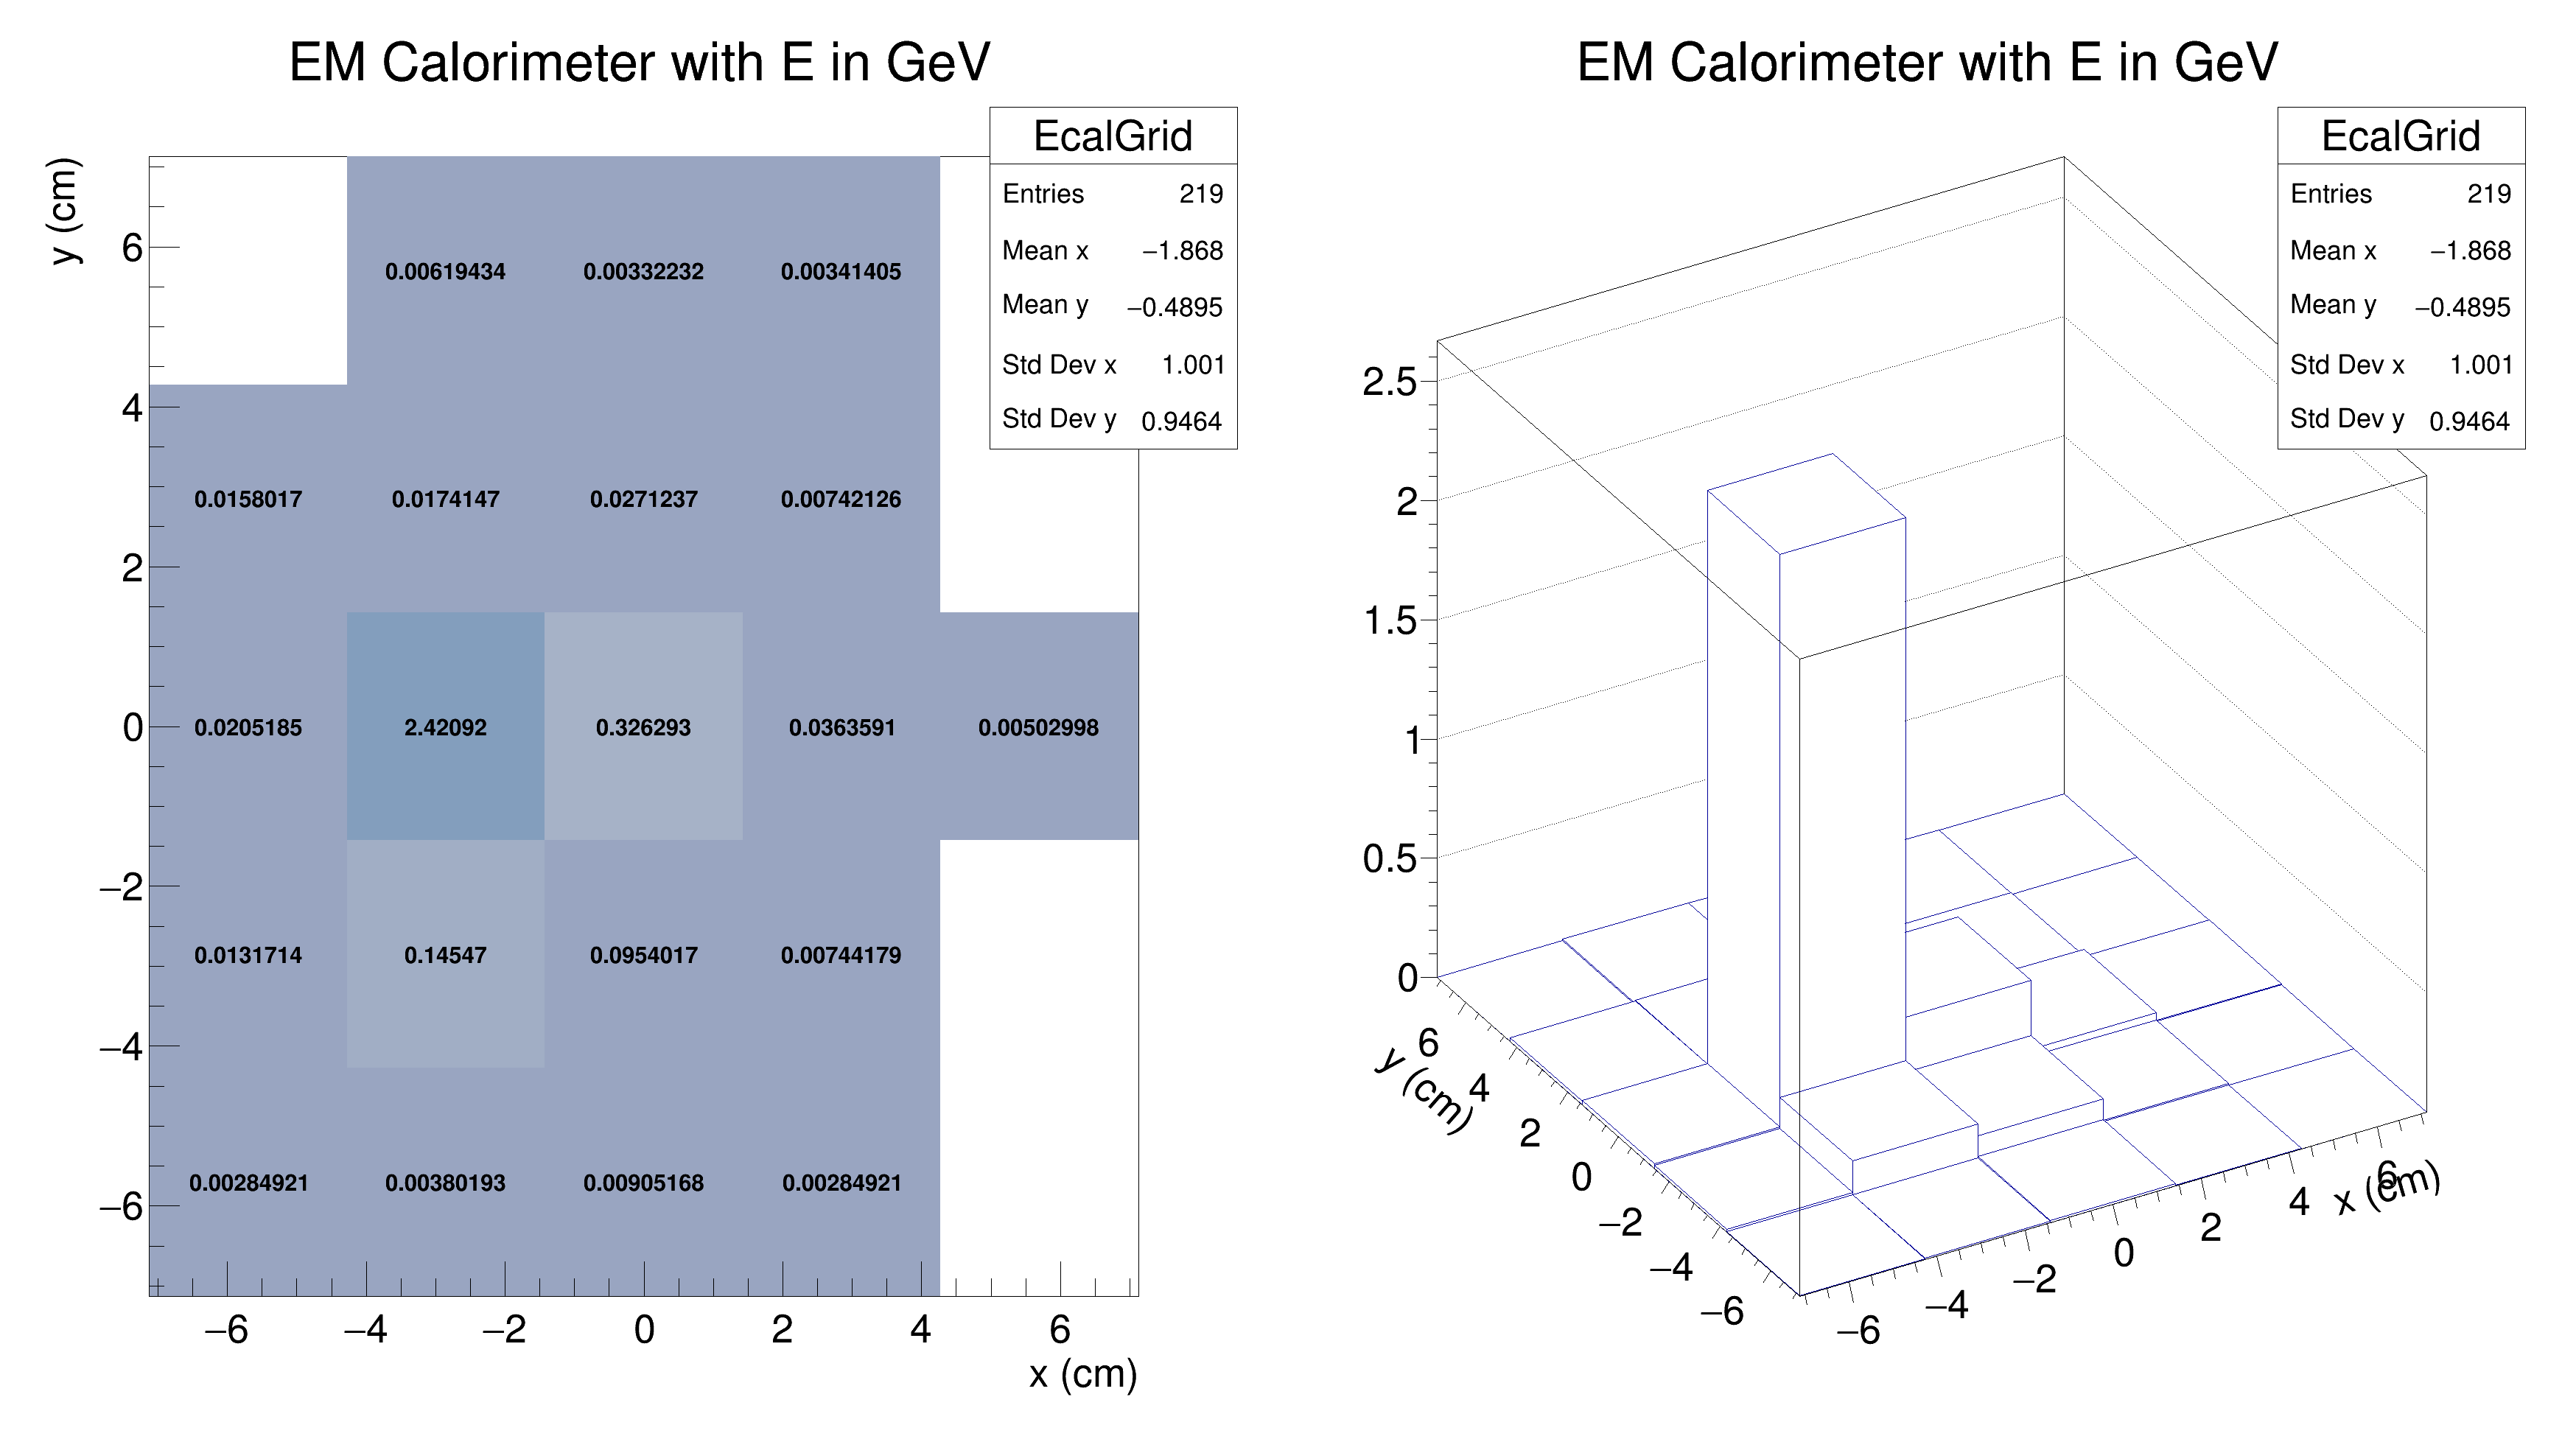 EM Calorimeter with E in GeV
EcalGrid
Entries 219
Mean x −1.868
Mean y −0.4895
Std Dev x 1.001
Std Dev y 0.9464
y (cm)
6
4
2
0
−2
−4
−6
0.00619434 0.00332232 0.00341405
0.0158017 0.0174147 0.0271237 0.00742126
0.0205185 2.42092 0.326293 0.0363591 0.00502998
0.0131714 0.14547 0.0954017 0.00744179
0.00284921 0.00380193 0.00905168 0.00284921
−6 −4 −2 0 2 4 6
x (cm)
EM Calorimeter with E in GeV
EcalGrid
Entries 219
Mean x −1.868
Mean y −0.4895
Std Dev x 1.001
Std Dev y 0.9464
2.5
2
1.5
1
0.5
0
y (cm)
6
4
2
0
−2
−4
−6
−6
−4
−2
0
2
4
6
x (cm)